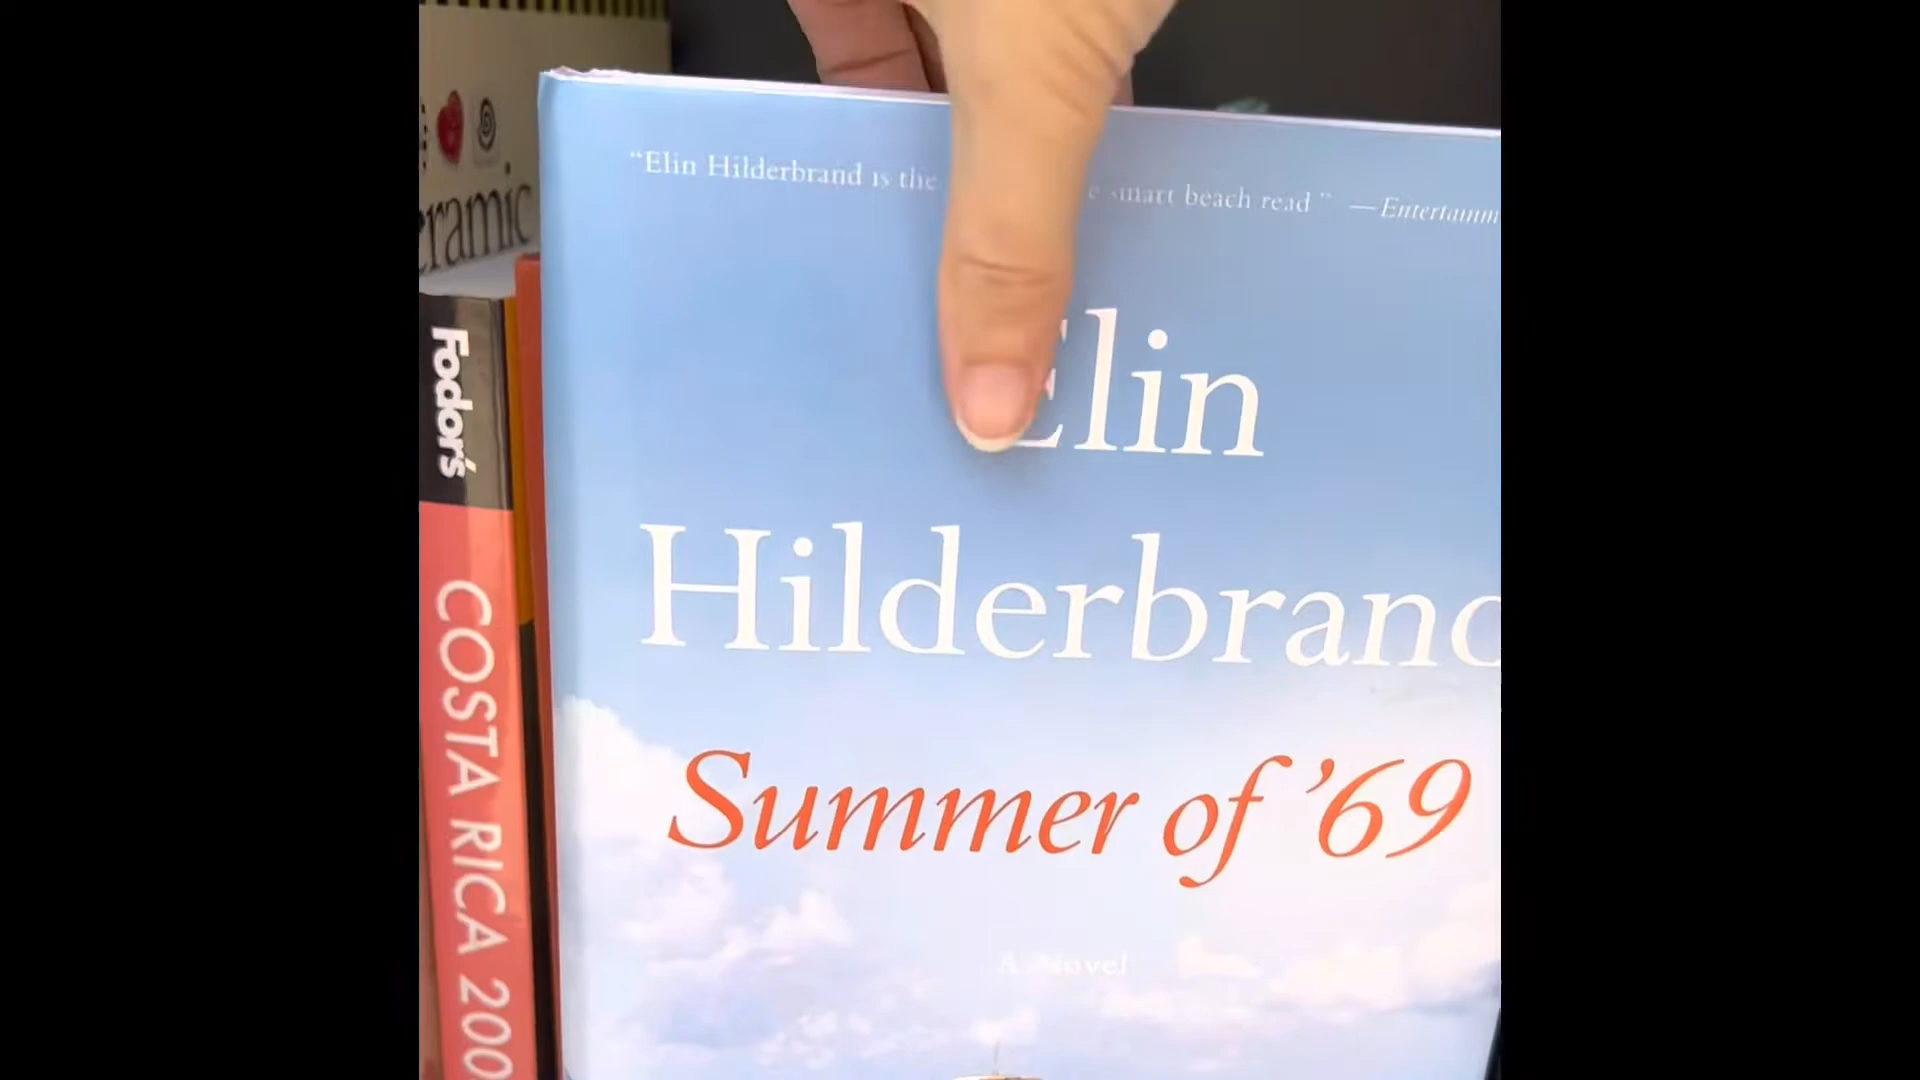 eramic
Fodor's
COSTA RICA 200
"Elin Hilderbrand is the
smart beach read" —Entertainm
Elin
Hilderbrand
Summer of '69
A Novel